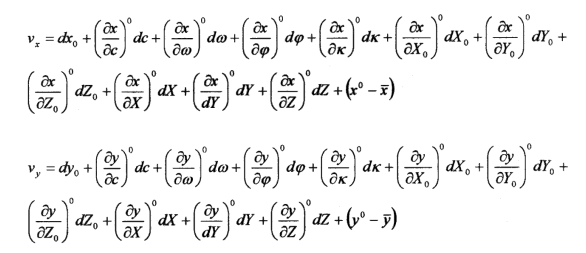 v_x = dx_0 + (∂x/∂c)^0 dc + (∂x/∂ω)^0 dω + (∂x/∂φ)^0 dφ + (∂x/∂κ)^0 dκ + (∂x/∂X_0)^0 dX_0 + (∂x/∂Y_0)^0 dY_0 +
(∂x/∂Z_0)^0 dZ_0 + (∂x/∂X)^0 dX + (∂x/dY)^0 dY + (∂x/∂Z)^0 dZ + (x^0 − x̄)
v_y = dy_0 + (∂y/∂c)^0 dc + (∂y/∂ω)^0 dω + (∂y/∂φ)^0 dφ + (∂y/∂κ)^0 dκ + (∂y/∂X_0)^0 dX_0 + (∂y/∂Y_0)^0 dY_0 +
(∂y/∂Z_0)^0 dZ_0 + (∂y/∂X)^0 dX + (∂y/dY)^0 dY + (∂y/∂Z)^0 dZ + (y^0 − ȳ)